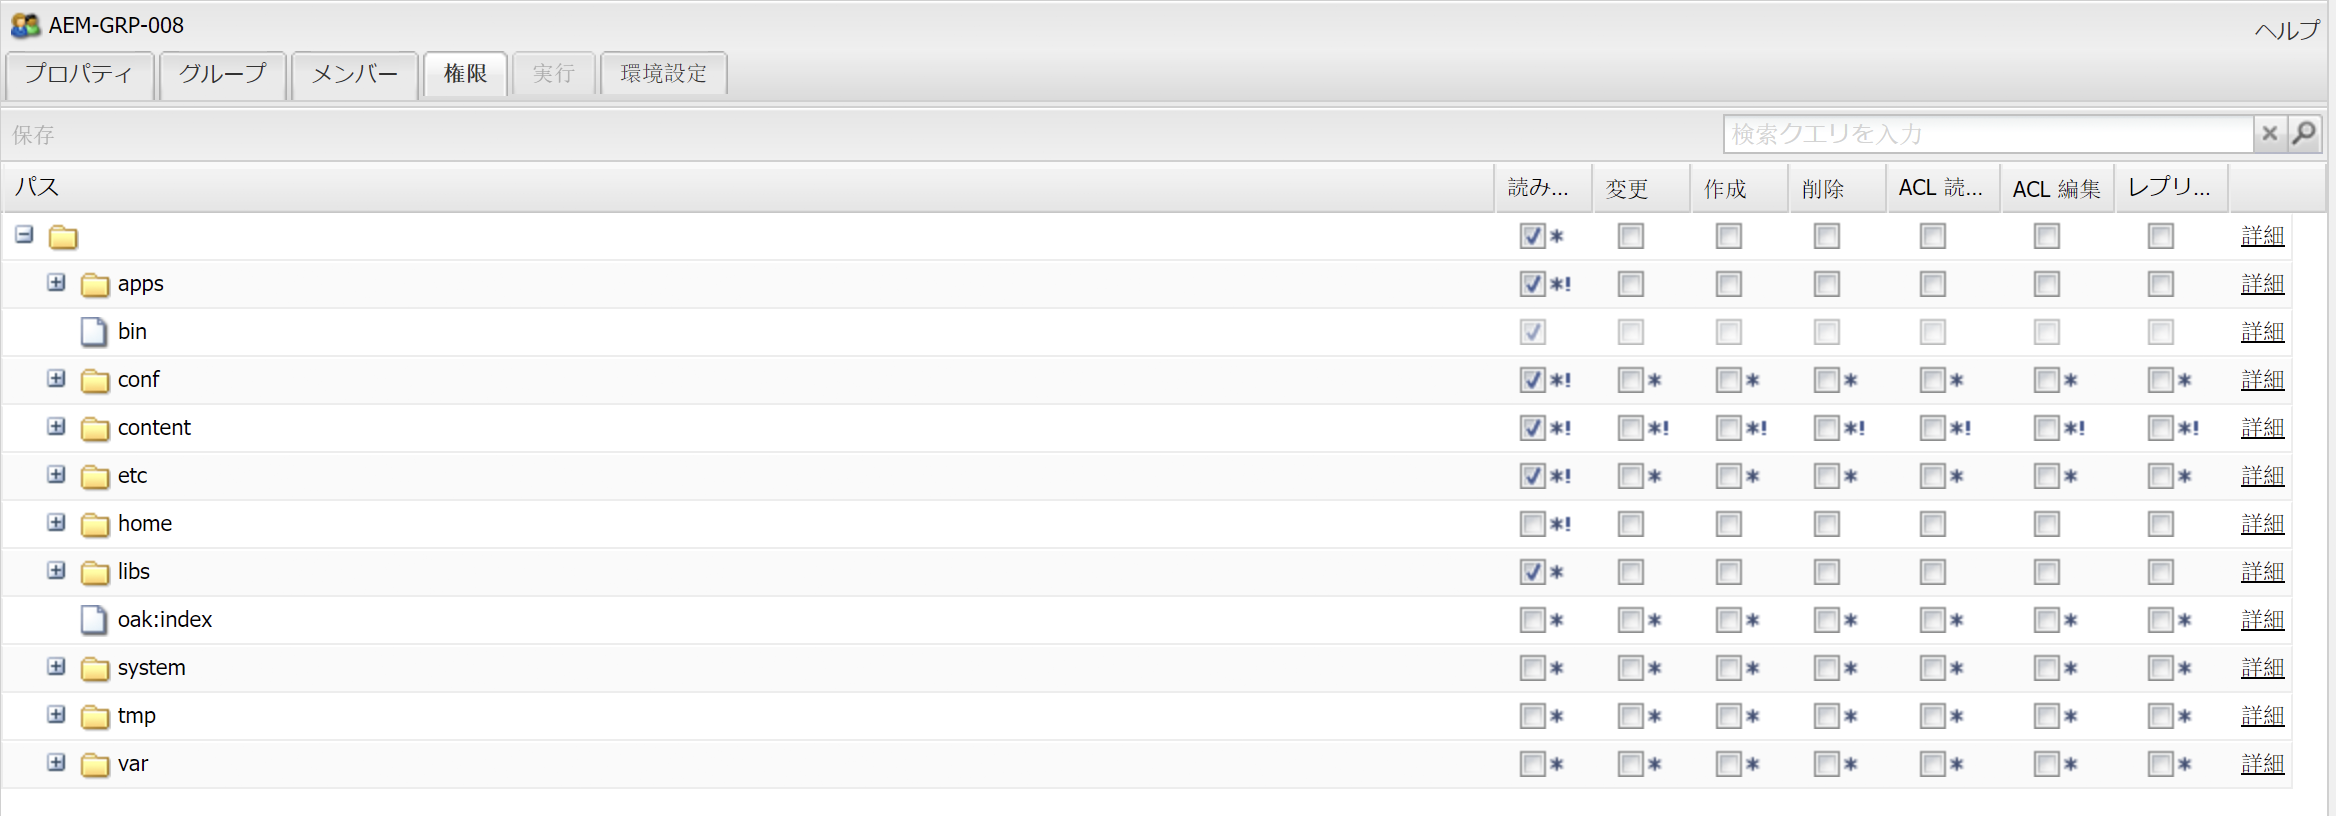 AEM-GRP-008
ヘルプ
プロパティ グループ メンバー 権限 実行 環境設定
保存 検索クエリを入力
パス 読み... 変更 作成 削除 ACL 読... ACL 編集 レプリ...
* 詳細
apps *! 詳細
bin 詳細
conf *! * * * * * * 詳細
content *! *! *! *! *! *! *! 詳細
etc *! * * * * * * 詳細
home *! 詳細
libs * 詳細
oak:index * * * * * * * 詳細
system * * * * * * * 詳細
tmp * * * * * * * 詳細
var * * * * * * * 詳細